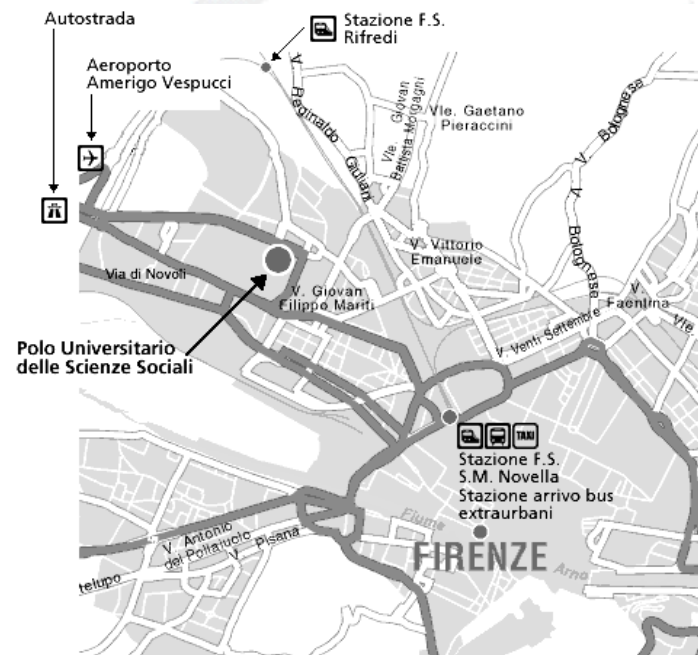 Autostrada
Stazione F.S.
Rifredi
Aeroporto
Amerigo Vespucci
V. Reginaldo Giuliani
Vle. Giovan
Battista Morgagni
Vle. Gaetano
Pieraccini
V. Bolognese
V. Bolognese
V. Vittorio
Emanuele
Via di Novoli
V. Giovan
Filippo Mariti
V.
Faentina
Vle.
V. Venti Settembre
Polo Universitario
delle Scienze Sociali
TAXI
Stazione F.S.
S.M. Novella
Stazione arrivo bus
extraurbani
Fiume
Arno
FIRENZE
V. Antonio
del Pollaiuolo
V. Pisana
telupo